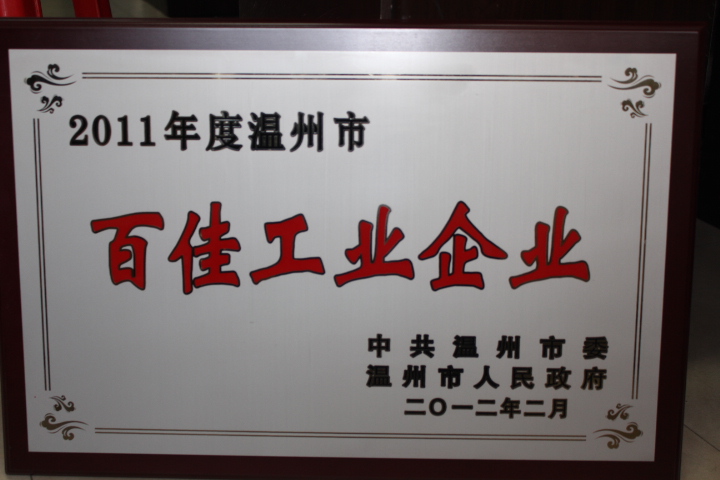 2011年度温州市
百佳工业企业
中共温州市委
温州市人民政府
二〇一二年二月